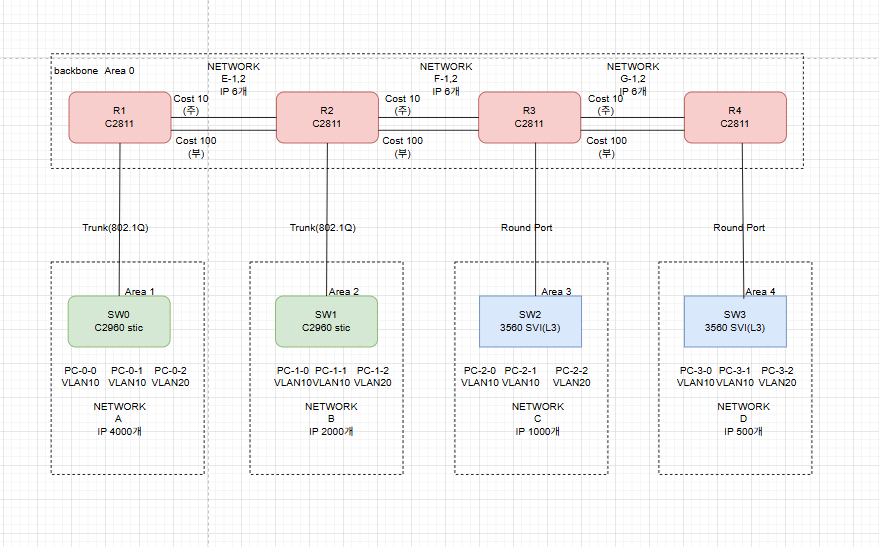 backbone Area 0
NETWORK
E-1,2
IP 6개
NETWORK
F-1,2
IP 6개
NETWORK
G-1,2
IP 6개
R1
C2811
Cost 10
(주)
Cost 100
(부)
R2
C2811
Cost 10
(주)
Cost 100
(부)
R3
C2811
Cost 10
(주)
Cost 100
(부)
R4
C2811
Trunk(802.1Q)
Trunk(802.1Q)
Round Port
Round Port
Area 1
SW0
C2960 stic
PC-0-0 PC-0-1 PC-0-2
VLAN10 VLAN10 VLAN20
NETWORK
A
IP 4000개
Area 2
SW1
C2960 stic
PC-1-0 PC-1-1 PC-1-2
VLAN10 VLAN10 VLAN20
NETWORK
B
IP 2000개
Area 3
SW2
3560 SVI(L3)
PC-2-0 PC-2-1 PC-2-2
VLAN10 VLAN10 VLAN20
NETWORK
C
IP 1000개
Area 4
SW3
3560 SVI(L3)
PC-3-0 PC-3-1 PC-3-2
VLAN10 VLAN10 VLAN20
NETWORK
D
IP 500개